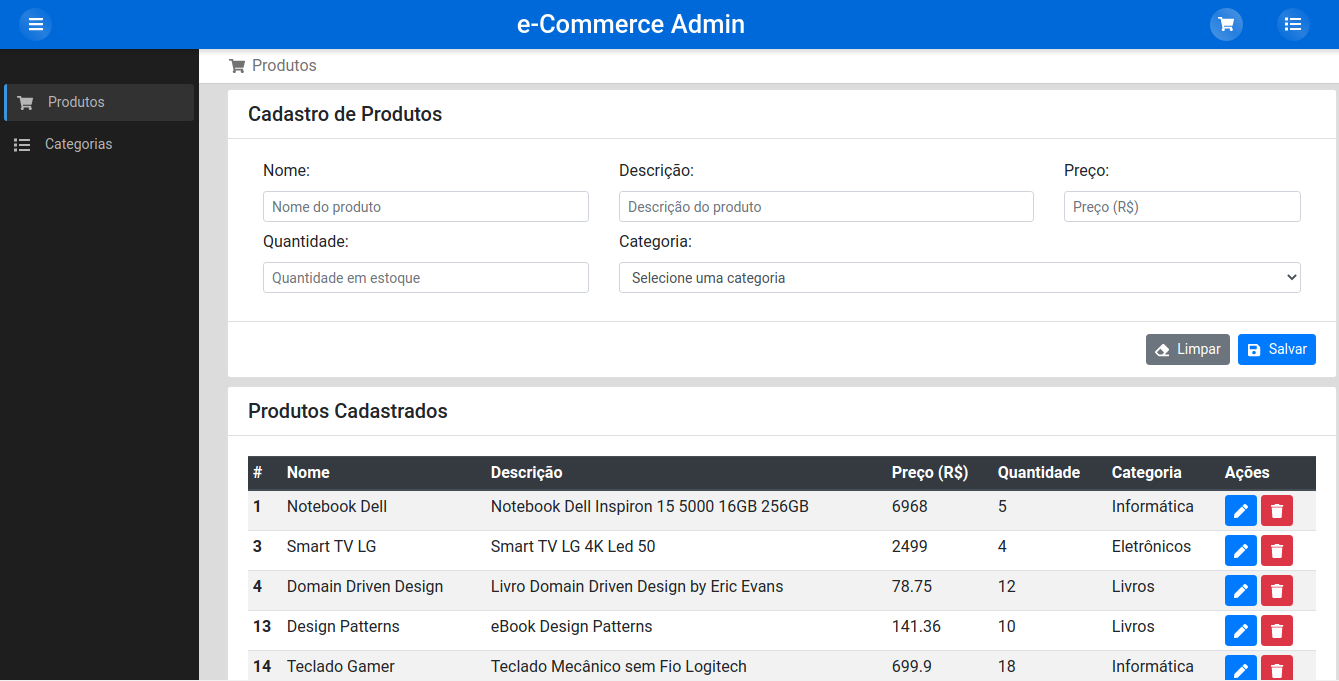 e-Commerce Admin
Produtos
Produtos
Categorias
Cadastro de Produtos
Nome: Descrição: Preço:
Nome do produto Descrição do produto Preço (R$)
Quantidade: Categoria:
Quantidade em estoque Selecione uma categoria
Limpar Salvar
Produtos Cadastrados
# Nome Descrição Preço (R$) Quantidade Categoria Ações
1 Notebook Dell Notebook Dell Inspiron 15 5000 16GB 256GB 6968 5 Informática
3 Smart TV LG Smart TV LG 4K Led 50 2499 4 Eletrônicos
4 Domain Driven Design Livro Domain Driven Design by Eric Evans 78.75 12 Livros
13 Design Patterns eBook Design Patterns 141.36 10 Livros
14 Teclado Gamer Teclado Mecânico sem Fio Logitech 699.9 18 Informática